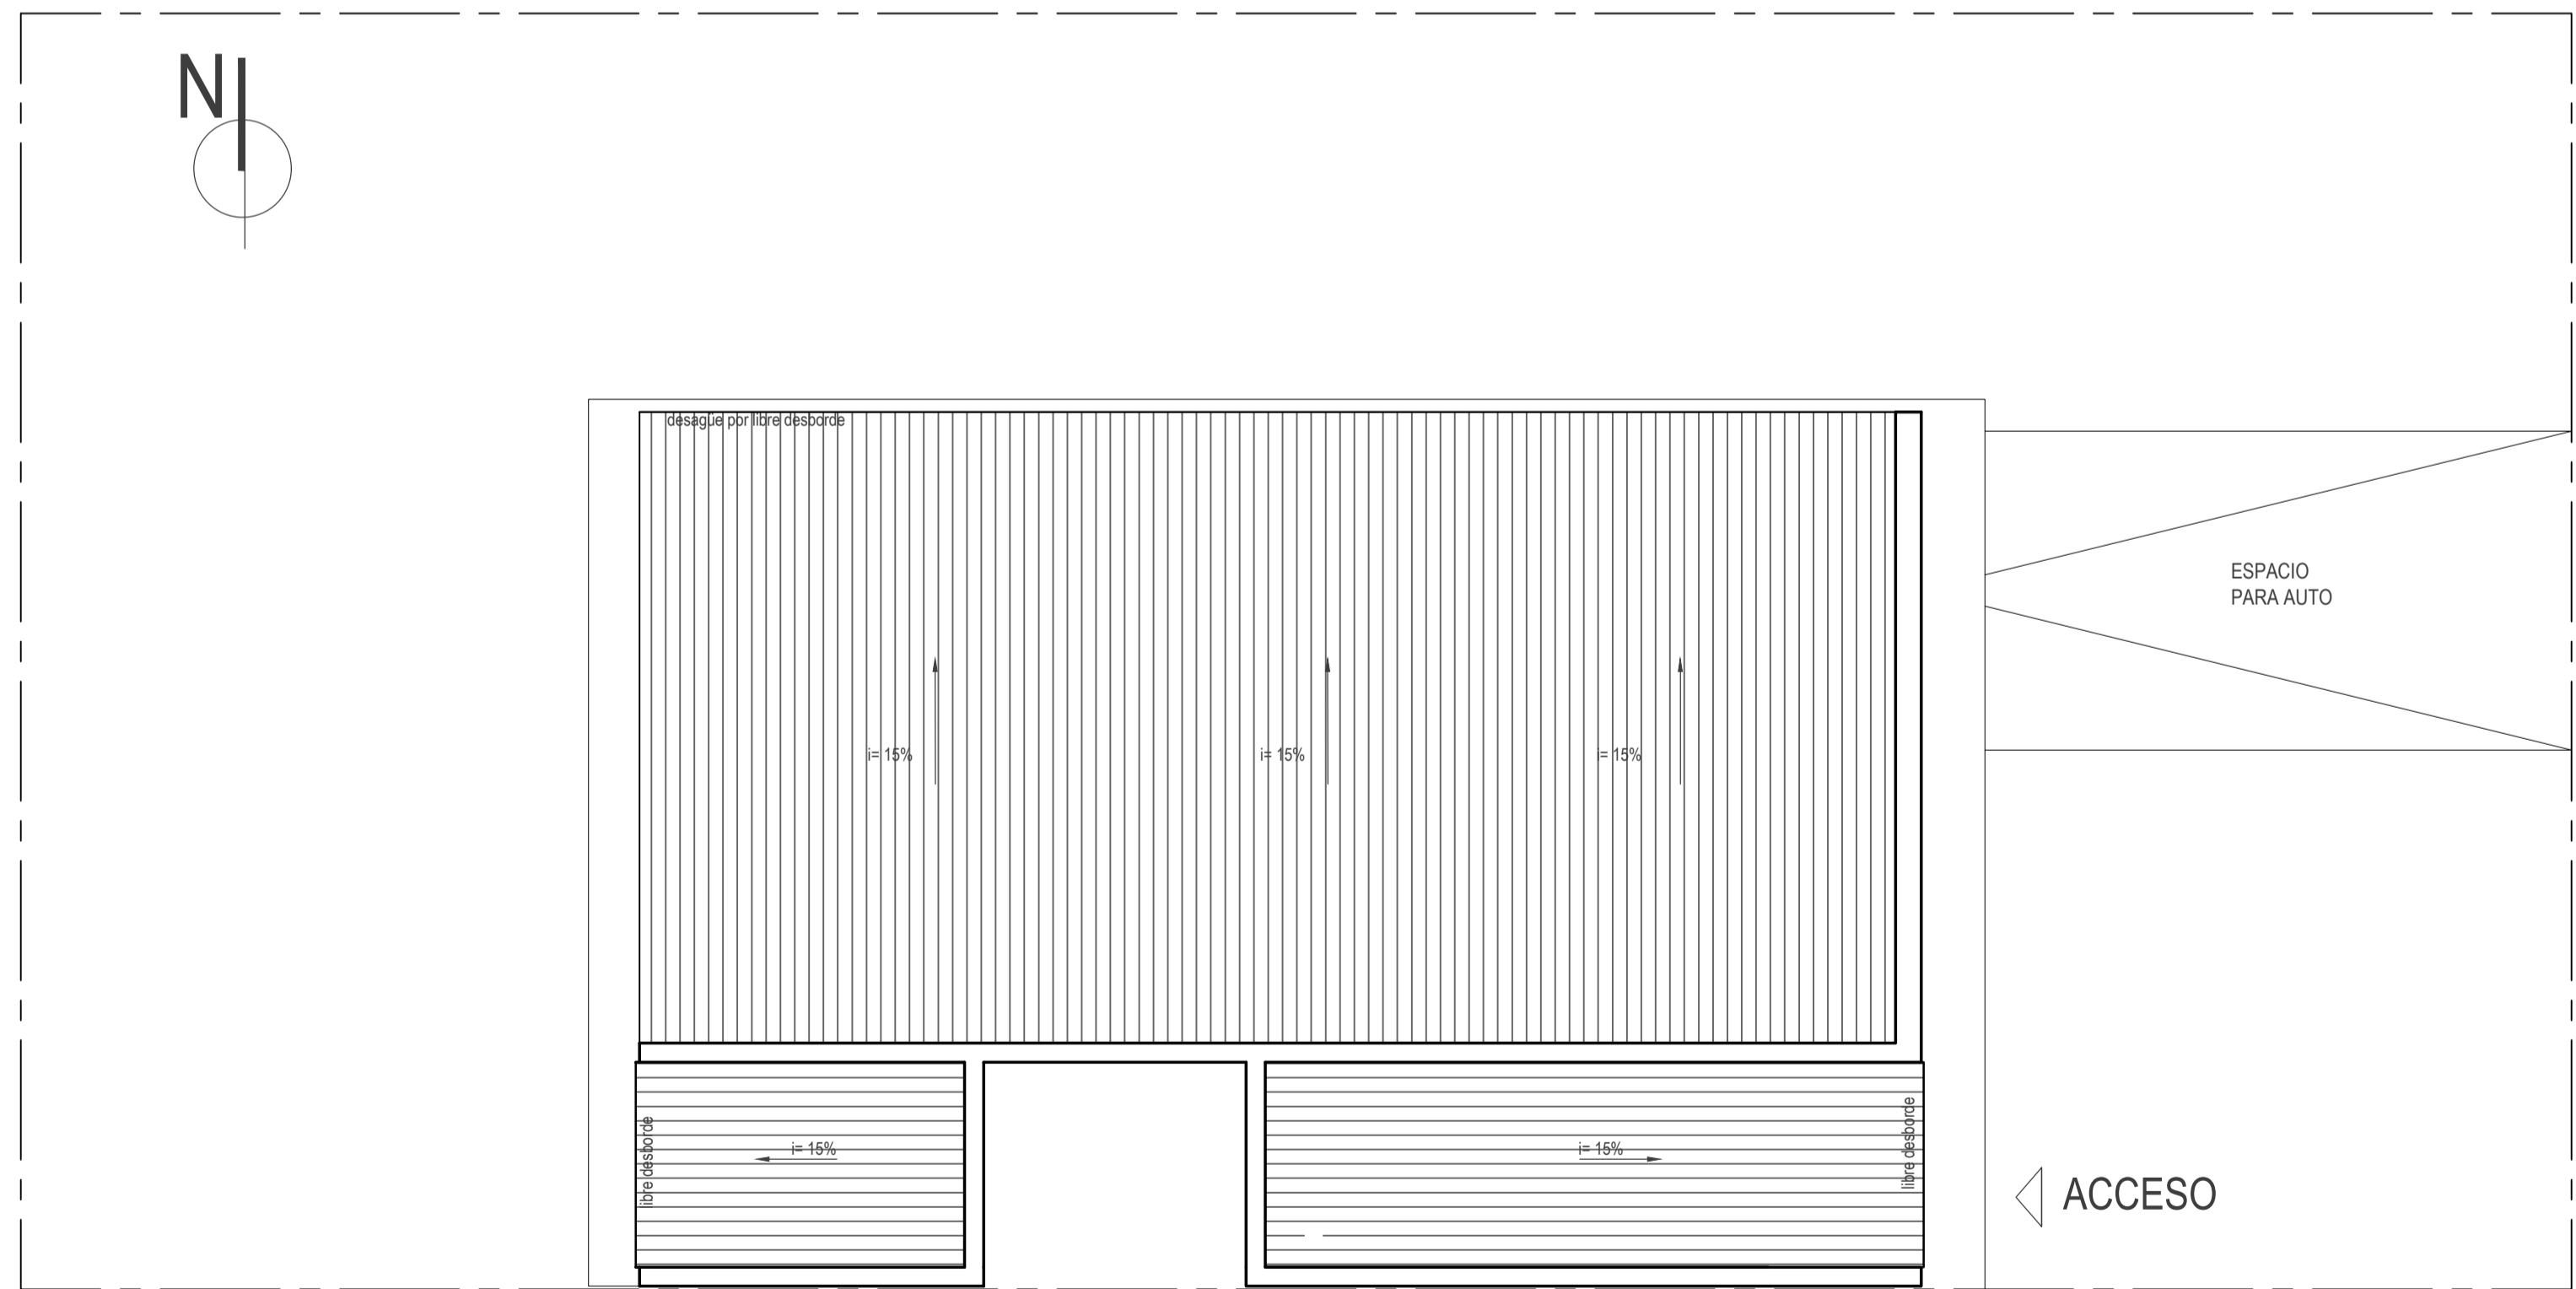 N
desagüe por libre desborde
ESPACIO
PARA AUTO
i= 15%
i= 15%
i= 15%
libre desborde
i= 15%
i= 15%
libre desborde
ACCESO